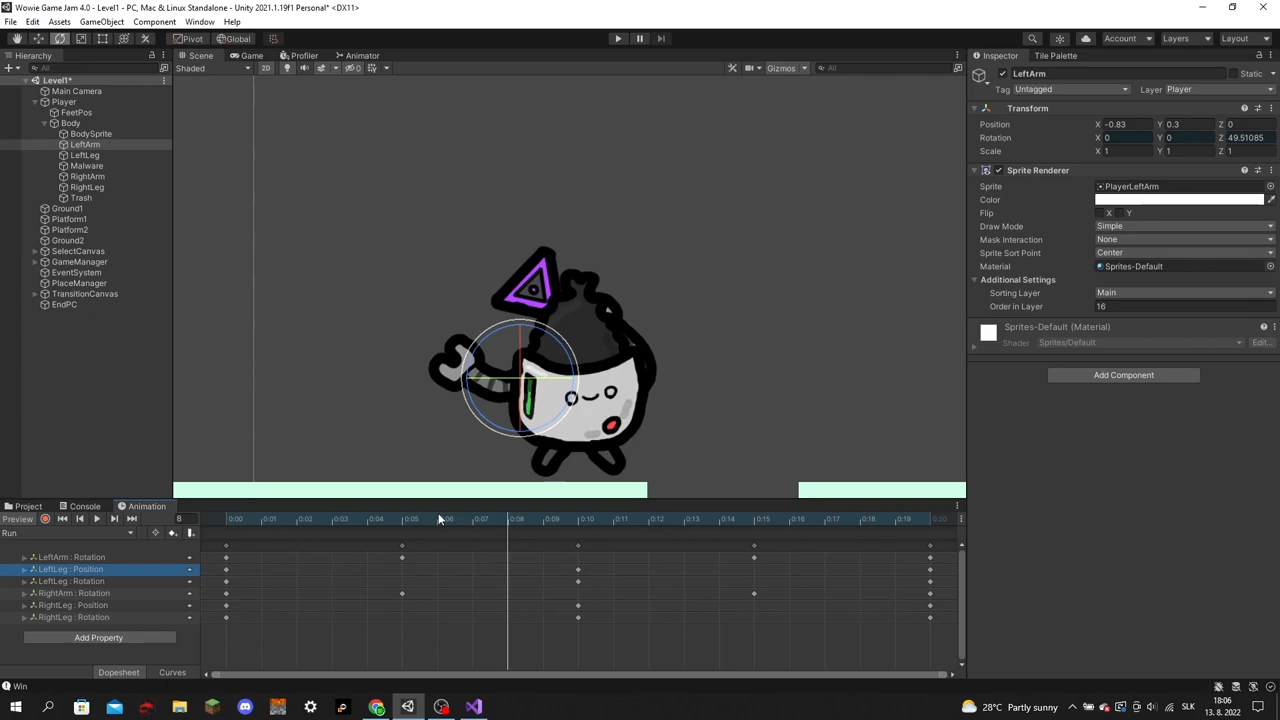 Wowie Game Jam 4.0 - Level1 - PC, Mac & Linux Standalone - Unity 2021.1.19f1 Personal* <DX11>
File Edit Assets GameObject Component Window Help
Pivot Global Account Layers Layout
Hierarchy Scene Game Profiler Animator Inspector Tile Palette
All Shaded 2D 0 Gizmos All
Level1*
Main Camera
Player
FeetPos
Body
BodySprite
LeftArm
LeftLeg
Malware
RightArm
RightLeg
Trash
Ground1
Platform1
Platform2
Ground2
SelectCanvas
GameManager
EventSystem
PlaceManager
TransitionCanvas
EndPC
LeftArm Static
Tag Untagged Layer Player
Transform
Position X -0.83 Y 0.3 Z 0
Rotation X 0 Y 0 Z 49.51085
Scale X 1 Y 1 Z 1
Sprite Renderer
Sprite PlayerLeftArm
Color
Flip X Y
Draw Mode Simple
Mask Interaction None
Sprite Sort Point Center
Material Sprites-Default
Additional Settings
Sorting Layer Main
Order in Layer 16
Sprites-Default (Material)
Shader Sprites/Default Edit...
Add Component
Project Console Animation
Preview 8 0:00 0:01 0:02 0:03 0:04 0:05 0:06 0:07 0:08 0:09 0:10 0:11 0:12 0:13 0:14 0:15 0:16 0:17 0:18 0:19 0:20
Run
LeftArm : Rotation
LeftLeg : Position
LeftLeg : Rotation
RightArm : Rotation
RightLeg : Position
RightLeg : Rotation
Add Property
Dopesheet Curves
Win
28°C Partly sunny SLK 18:06
13. 8. 2022